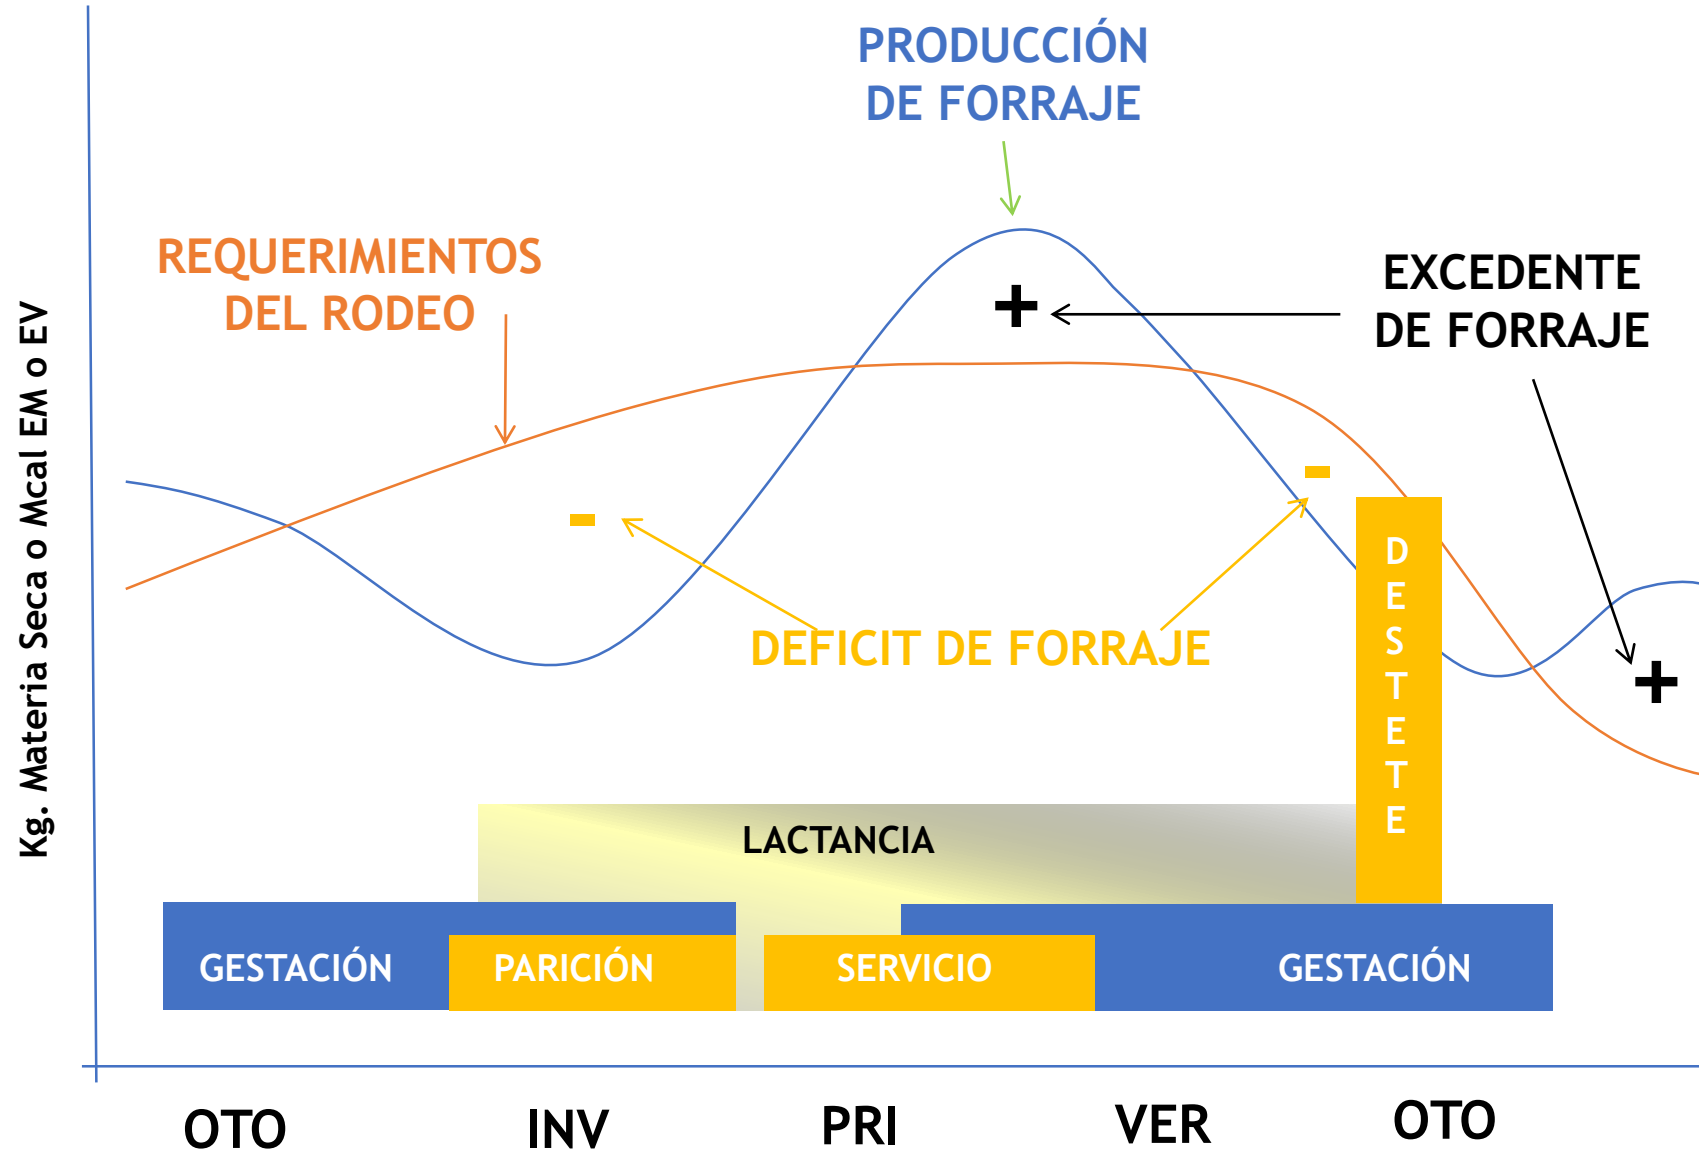 PRODUCCIÓN
DE FORRAJE
REQUERIMIENTOS
DEL RODEO
EXCEDENTE
DE FORRAJE
+
-
-
DEFICIT DE FORRAJE
+
D
E
S
T
E
T
E
LACTANCIA
GESTACIÓN
PARICIÓN
SERVICIO
GESTACIÓN
Kg. Materia Seca o Mcal EM o EV
OTO
INV
PRI
VER
OTO